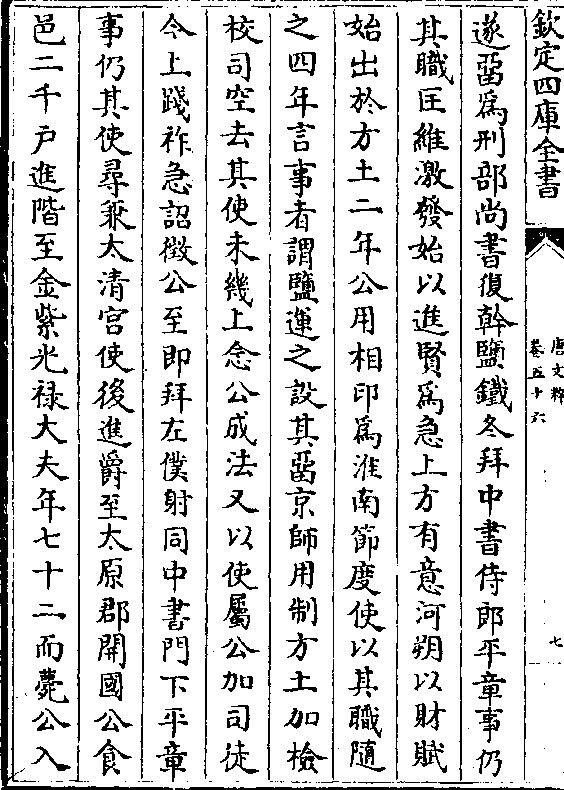 欽定四庫全書
唐文粹
卷五十六
七
遂畱為刑部尚書復幹鹽鐵冬拜中書侍郎平章事仍
其職匡維激發始以進賢為急上方有意河朔以財賦
始出於方土二年公用相印為淮南節度使以其職隨
之四年言事者謂鹽運之設其畱京師用制方土加檢
校司空去其使未幾上念公成法又以使屬公加司徒
今上踐祚急詔徴公至即拜左僕射同中書門下平章
事仍其使尋兼太清宫使後進爵至太原郡開國公食
邑二千户進階至金紫光禄大夫年七十二而薨公入